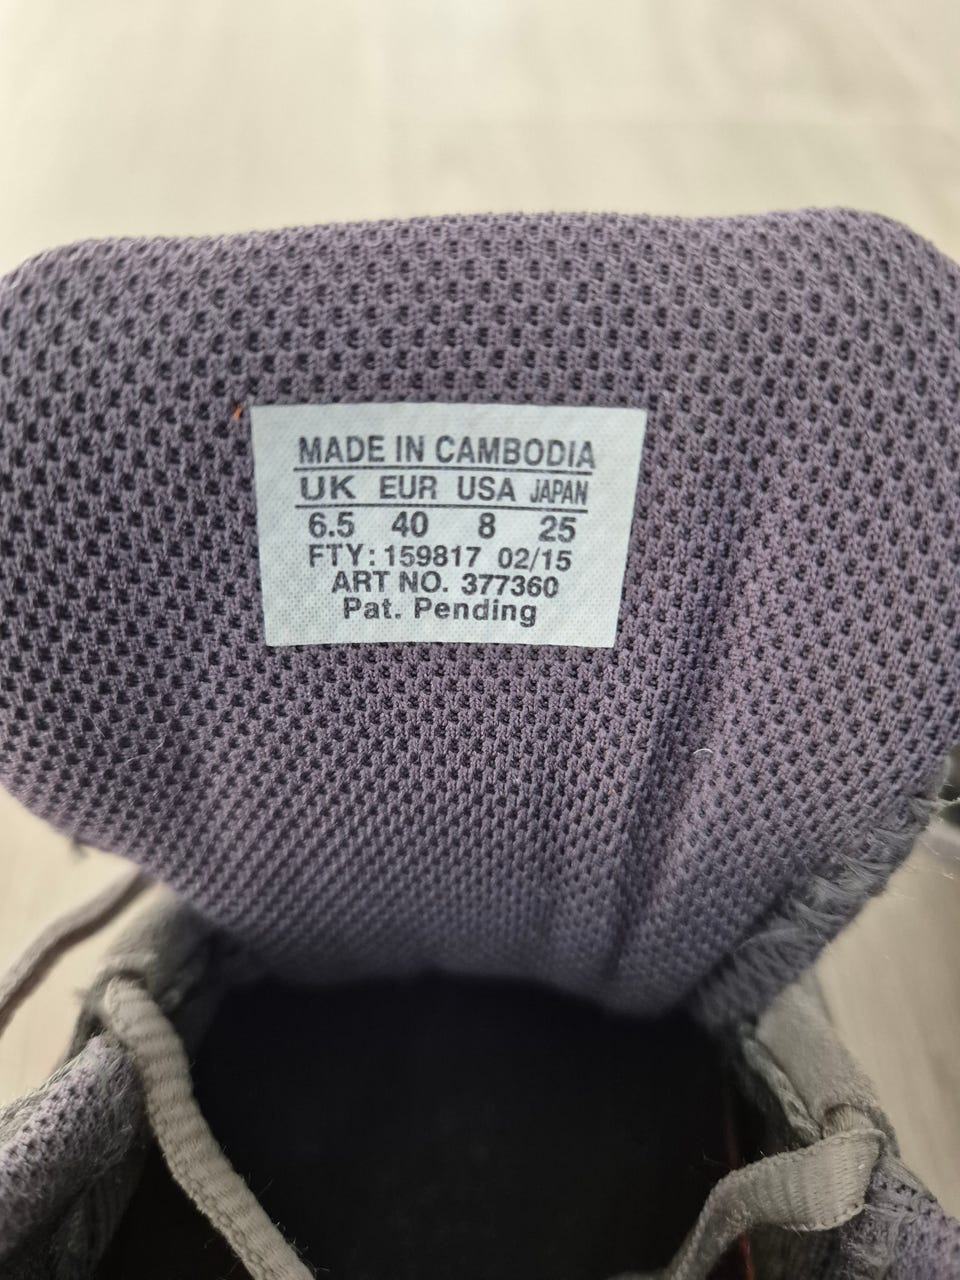 MADE IN CAMBODIA
UK EUR USA JAPAN
6.5 40 8 25
FTY: 159817 02/15
ART NO. 377360
Pat. Pending